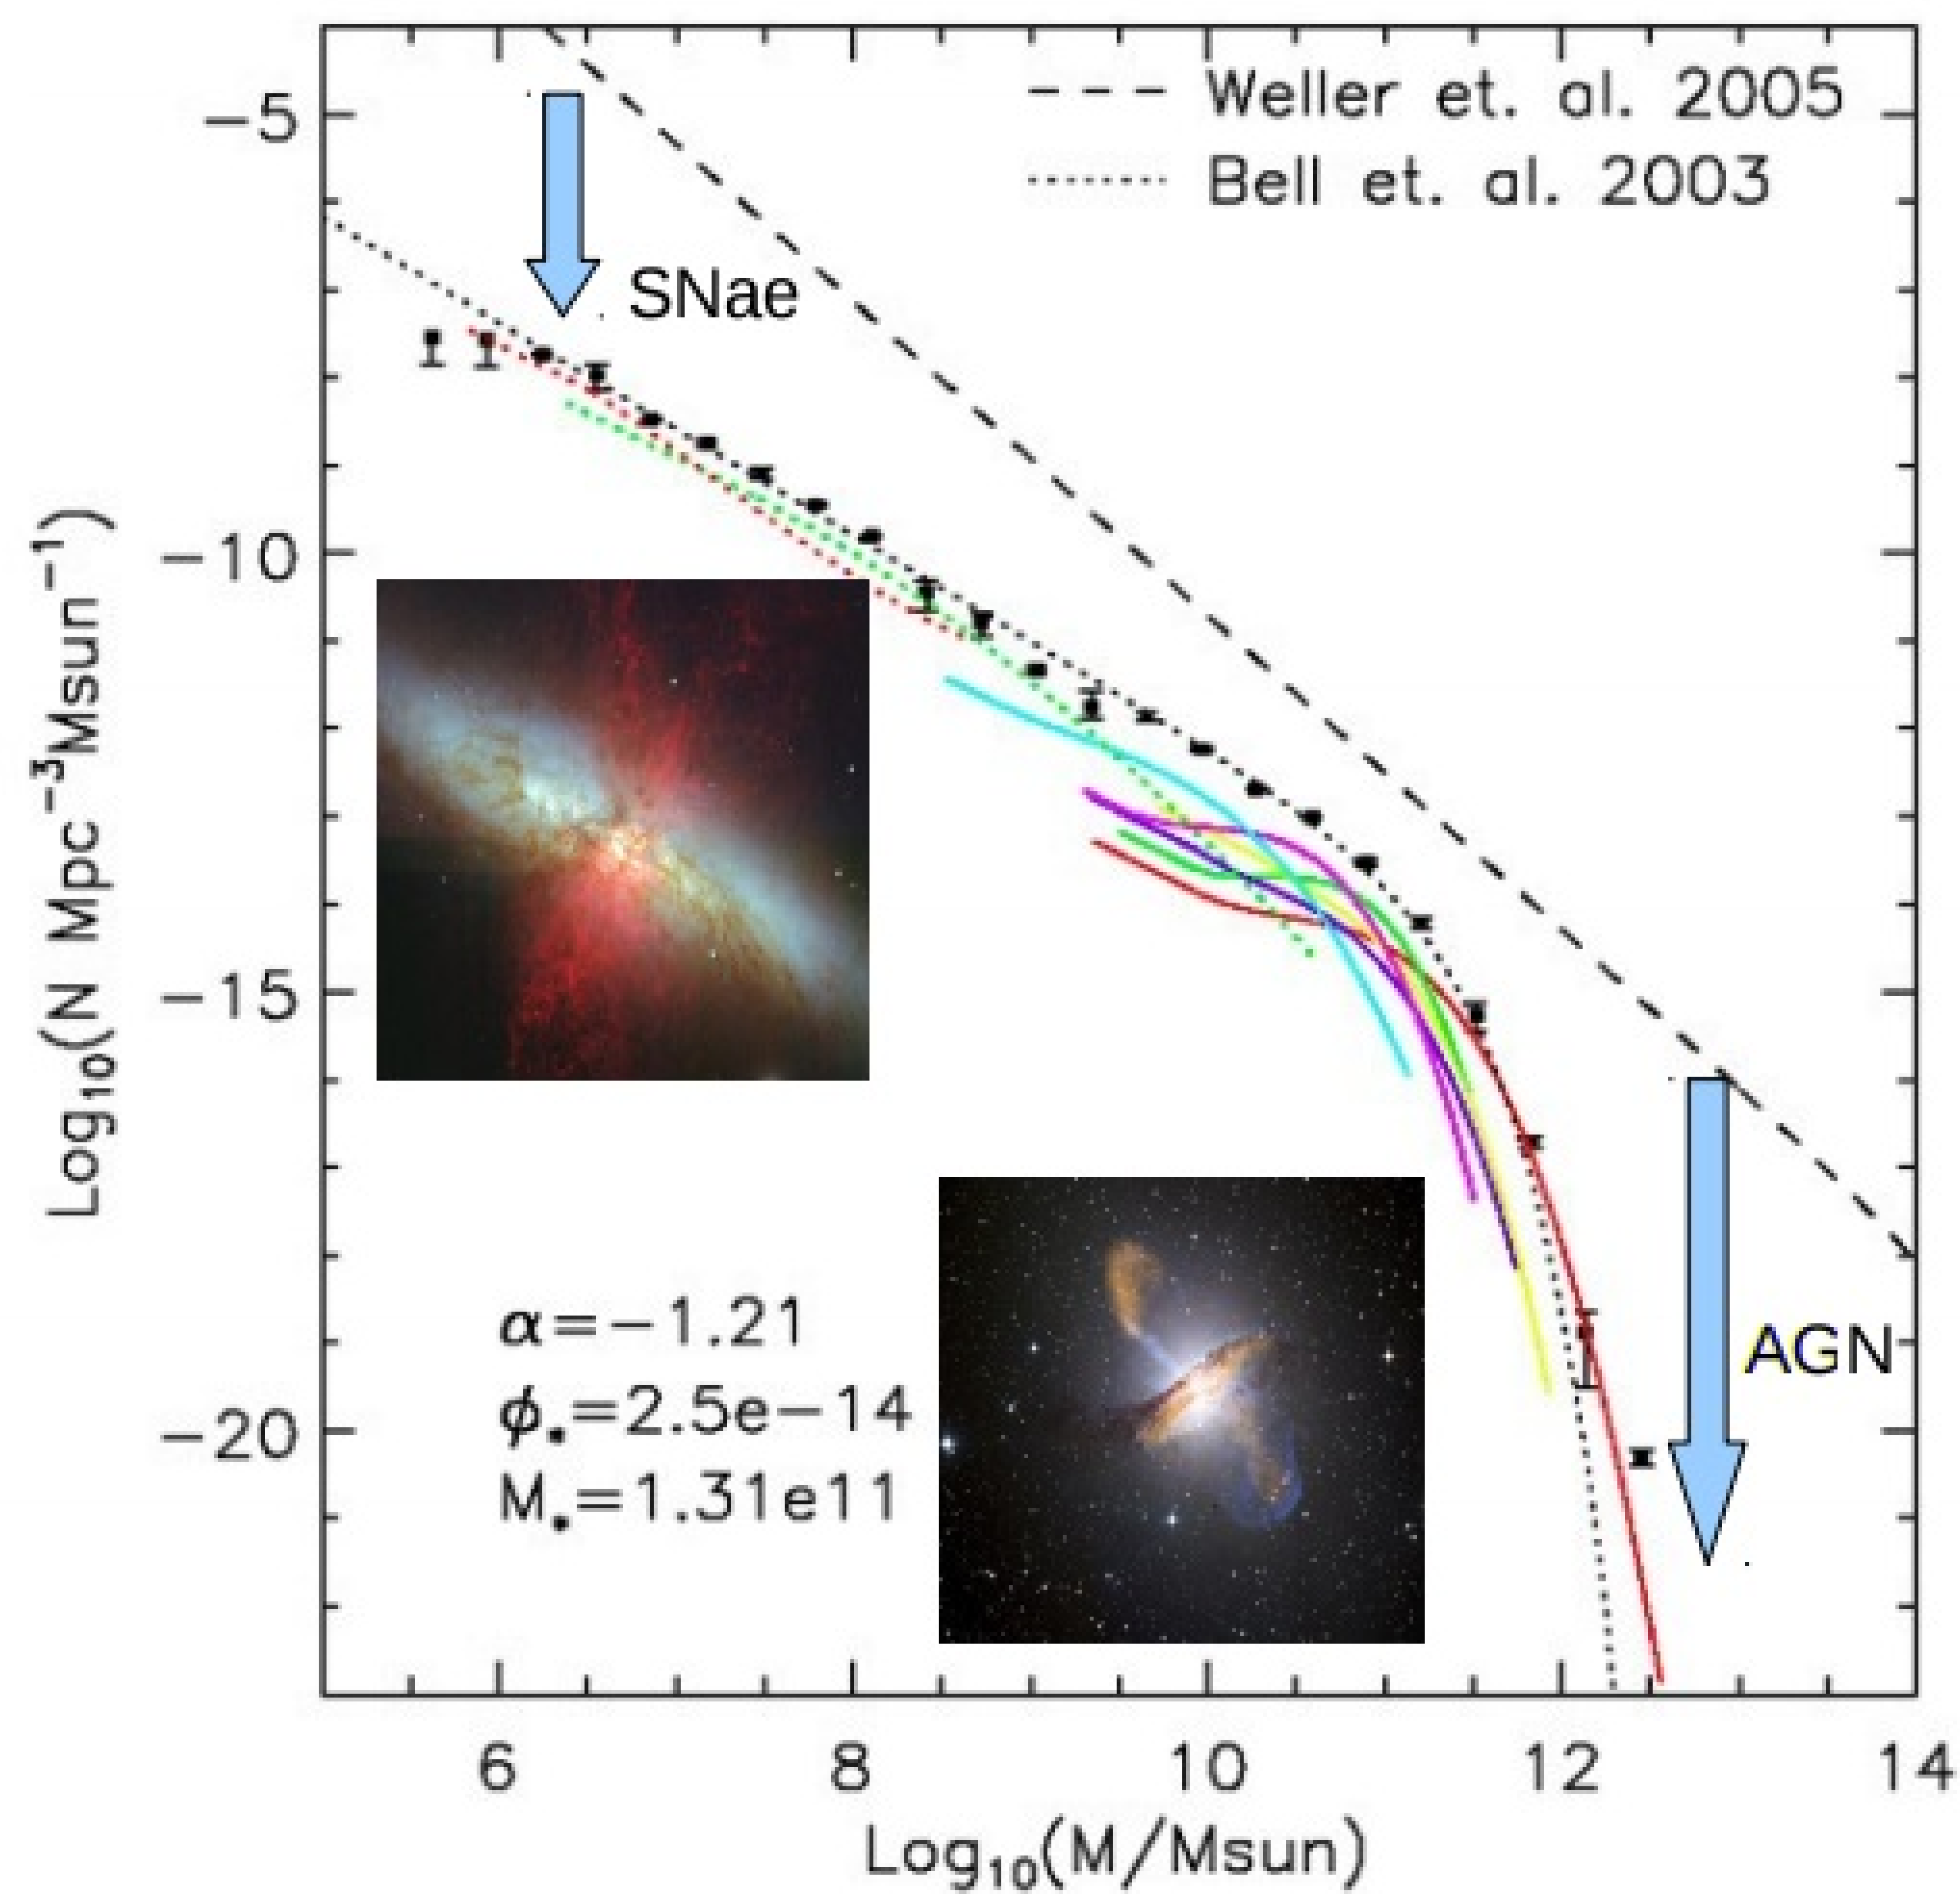 Weller et. al. 2005
Bell et. al. 2003
SNae
AGN
α=−1.21
ϕ*=2.5e−14
M*=1.31e11
−5
−10
−15
−20
6 8 10 12 14
Log₁₀(M/Msun)
Log₁₀(N Mpc⁻³Msun⁻¹)